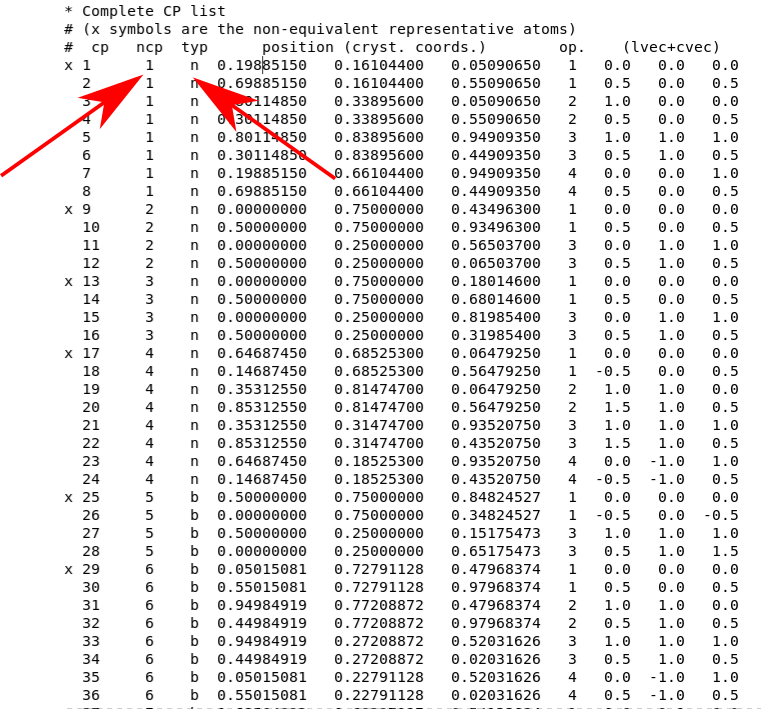 * Complete CP list
# (x symbols are the non-equivalent representative atoms)
# cp ncp typ position (cryst. coords.) op. (lvec+cvec)
x 1 1 n 0.19885150 0.16104400 0.05090650 1 0.0 0.0 0.0
2 1 n 0.69885150 0.16104400 0.55090650 1 0.5 0.0 0.5
3 1 n 0.80114850 0.33895600 0.05090650 2 1.0 0.0 0.0
4 1 n 0.30114850 0.33895600 0.55090650 2 0.5 0.0 0.5
5 1 n 0.80114850 0.83895600 0.94909350 3 1.0 1.0 1.0
6 1 n 0.30114850 0.83895600 0.44909350 3 0.5 1.0 0.5
7 1 n 0.19885150 0.66104400 0.94909350 4 0.0 0.0 1.0
8 1 n 0.69885150 0.66104400 0.44909350 4 0.5 0.0 0.5
x 9 2 n 0.00000000 0.75000000 0.43496300 1 0.0 0.0 0.0
10 2 n 0.50000000 0.75000000 0.93496300 1 0.5 0.0 0.5
11 2 n 0.00000000 0.25000000 0.56503700 3 0.0 1.0 1.0
12 2 n 0.50000000 0.25000000 0.06503700 3 0.5 1.0 0.5
x 13 3 n 0.00000000 0.75000000 0.18014600 1 0.0 0.0 0.0
14 3 n 0.50000000 0.75000000 0.68014600 1 0.5 0.0 0.5
15 3 n 0.00000000 0.25000000 0.81985400 3 0.0 1.0 1.0
16 3 n 0.50000000 0.25000000 0.31985400 3 0.5 1.0 0.5
x 17 4 n 0.64687450 0.68525300 0.06479250 1 0.0 0.0 0.0
18 4 n 0.14687450 0.68525300 0.56479250 1 -0.5 0.0 0.5
19 4 n 0.35312550 0.81474700 0.06479250 2 1.0 1.0 0.0
20 4 n 0.85312550 0.81474700 0.56479250 2 1.5 1.0 0.5
21 4 n 0.35312550 0.31474700 0.93520750 3 1.0 1.0 1.0
22 4 n 0.85312550 0.31474700 0.43520750 3 1.5 1.0 0.5
23 4 n 0.64687450 0.18525300 0.93520750 4 0.0 -1.0 1.0
24 4 n 0.14687450 0.18525300 0.43520750 4 -0.5 -1.0 0.5
x 25 5 b 0.50000000 0.75000000 0.84824527 1 0.0 0.0 0.0
26 5 b 0.00000000 0.75000000 0.34824527 1 -0.5 0.0 -0.5
27 5 b 0.50000000 0.25000000 0.15175473 3 1.0 1.0 1.0
28 5 b 0.00000000 0.25000000 0.65175473 3 0.5 1.0 1.5
x 29 6 b 0.05015081 0.72791128 0.47968374 1 0.0 0.0 0.0
30 6 b 0.55015081 0.72791128 0.97968374 1 0.5 0.0 0.5
31 6 b 0.94984919 0.77208872 0.47968374 2 1.0 1.0 0.0
32 6 b 0.44984919 0.77208872 0.97968374 2 0.5 1.0 0.5
33 6 b 0.94984919 0.27208872 0.52031626 3 1.0 1.0 1.0
34 6 b 0.44984919 0.27208872 0.02031626 3 0.5 1.0 0.5
35 6 b 0.05015081 0.22791128 0.52031626 4 0.0 -1.0 1.0
36 6 b 0.55015081 0.22791128 0.02031626 4 0.5 -1.0 0.5